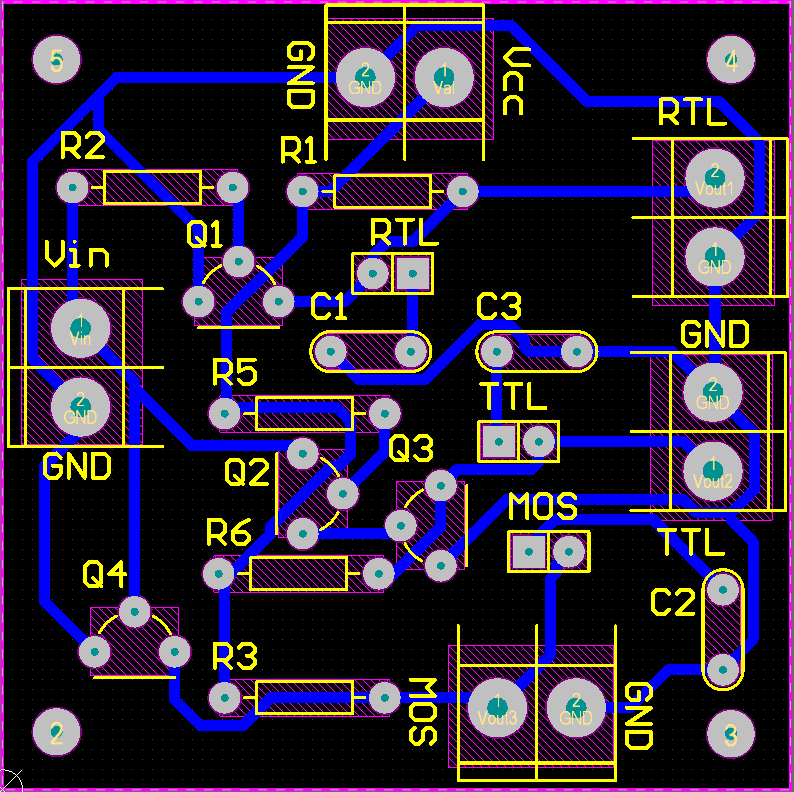 GND
Vcc
5
2
GND
1
Val
4
RTL
R2
R1
2
Vout1
Q1
RTL
Vin
1
GND
C1
C3
1
Vin
GND
R5
2
GND
TTL
2
GND
Q3
GND
Q2
1
Vout2
MOS
R6
TTL
Q4
C2
R3
MOS
1
Vout3
2
GND
GND
2
3